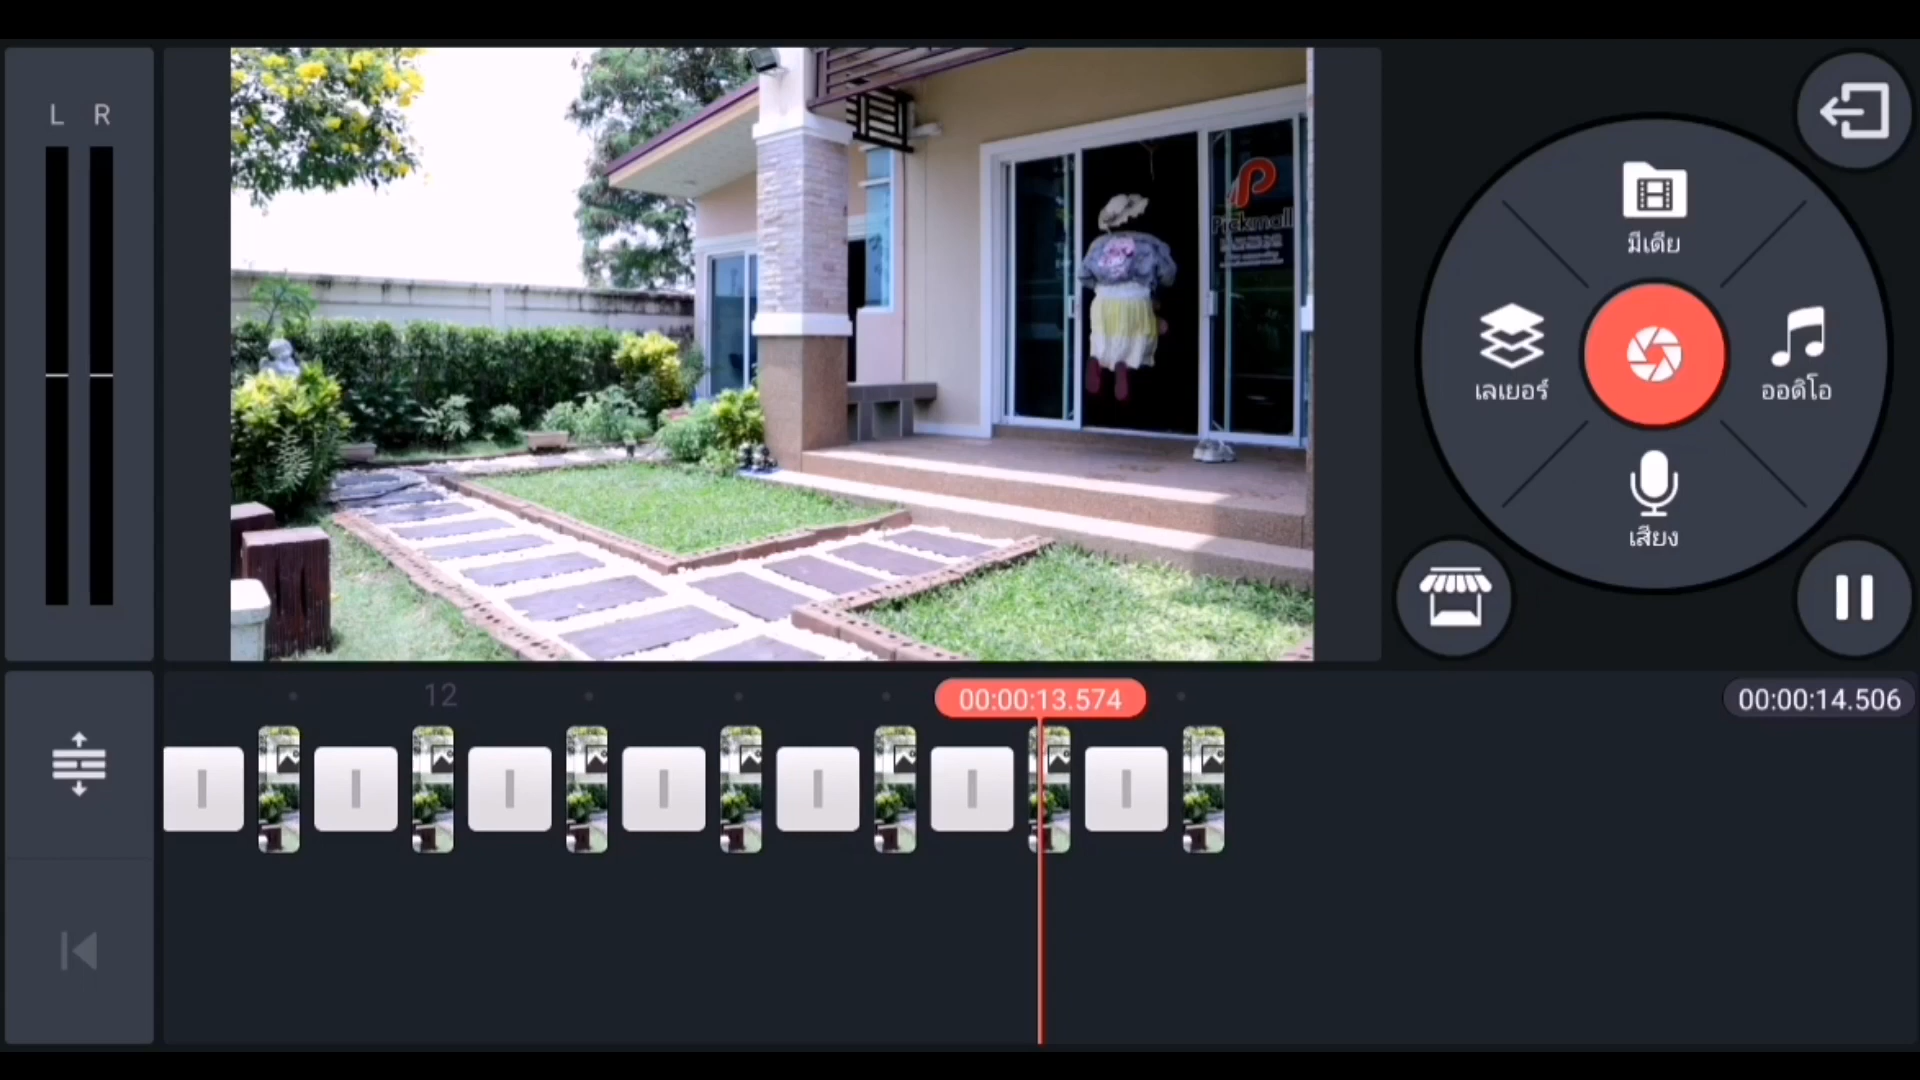 L R
Pickmall
มีเดีย
เลเยอร์
ออดิโอ
เสียง
12
00:00:13.574
00:00:14.506